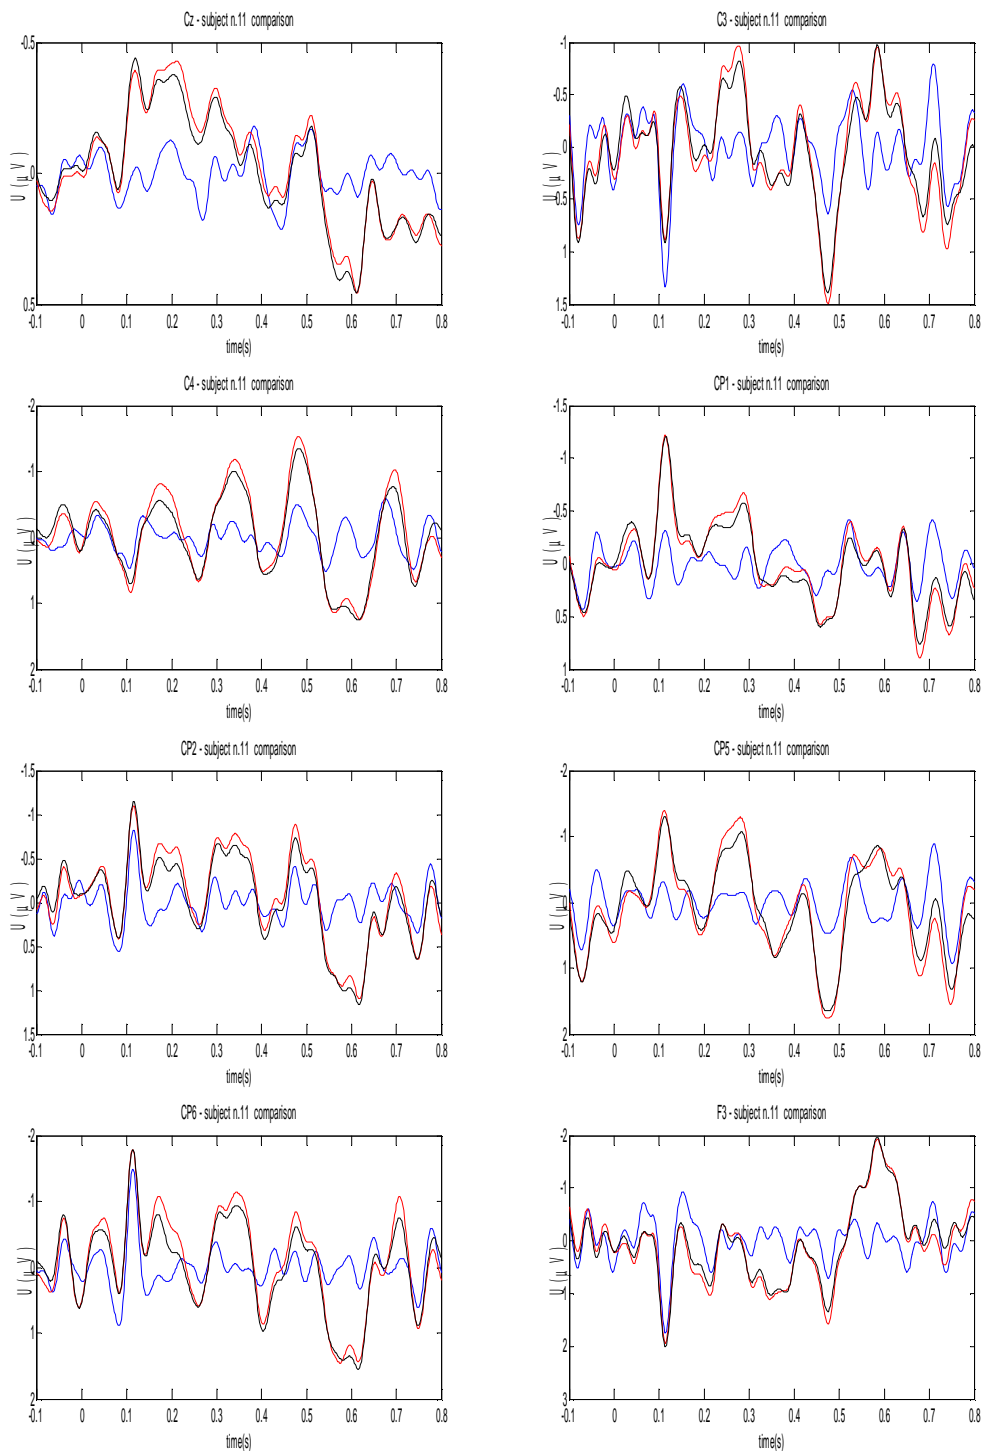 Cz - subject n.11 comparison
-0.5
0
0.5
U ( μ V )
-0.1 0 0.1 0.2 0.3 0.4 0.5 0.6 0.7 0.8
time(s)
C3 - subject n.11 comparison
-1
-0.5
0
0.5
1
1.5
U ( μ V )
-0.1 0 0.1 0.2 0.3 0.4 0.5 0.6 0.7 0.8
time(s)
C4 - subject n.11 comparison
-2
-1
0
1
2
U ( μ V )
-0.1 0 0.1 0.2 0.3 0.4 0.5 0.6 0.7 0.8
time(s)
CP1 - subject n.11 comparison
-1.5
-1
-0.5
0
0.5
1
U ( μ V )
-0.1 0 0.1 0.2 0.3 0.4 0.5 0.6 0.7 0.8
time(s)
CP2 - subject n.11 comparison
-1.5
-1
-0.5
0
0.5
1
1.5
U ( μ V )
-0.1 0 0.1 0.2 0.3 0.4 0.5 0.6 0.7 0.8
time(s)
CP5 - subject n.11 comparison
-2
-1
0
1
2
U ( μ V )
-0.1 0 0.1 0.2 0.3 0.4 0.5 0.6 0.7 0.8
time(s)
CP6 - subject n.11 comparison
-2
-1
0
1
2
U ( μ V )
-0.1 0 0.1 0.2 0.3 0.4 0.5 0.6 0.7 0.8
time(s)
F3 - subject n.11 comparison
-2
-1
0
1
2
3
U ( μ V )
-0.1 0 0.1 0.2 0.3 0.4 0.5 0.6 0.7 0.8
time(s)